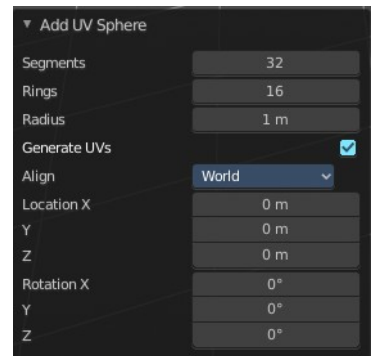 Add UV Sphere
Segments 32
Rings 16
Radius 1 m
Generate UVs
Align World
Location X 0 m
Y 0 m
Z 0 m
Rotation X 0°
Y 0°
Z 0°